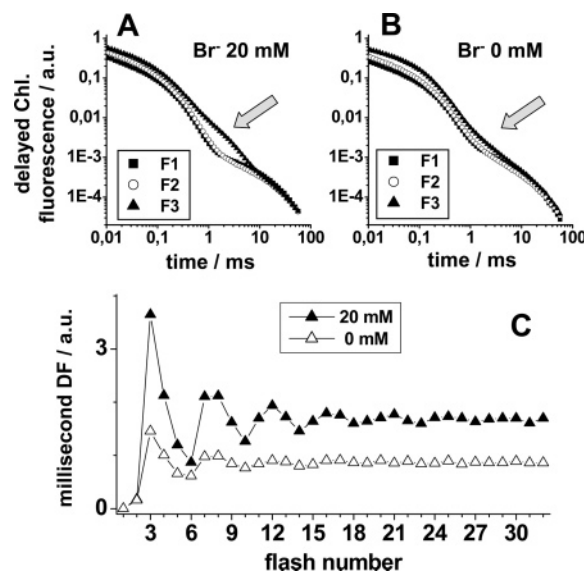 A
B
Br- 20 mM
Br- 0 mM
delayed Chl.
fluorescence / a.u.
1
0,1
0,01
1E-3
1E-4
F1
F2
F3
0,01 0,1 1 10 100
time / ms
1
0,1
0,01
1E-3
1E-4
F1
F2
F3
0,01 0,1 1 10 100
time / ms
C
millisecond DF / a.u.
3
0
20 mM
0 mM
3 6 9 12 15 18 21 24 27 30
flash number